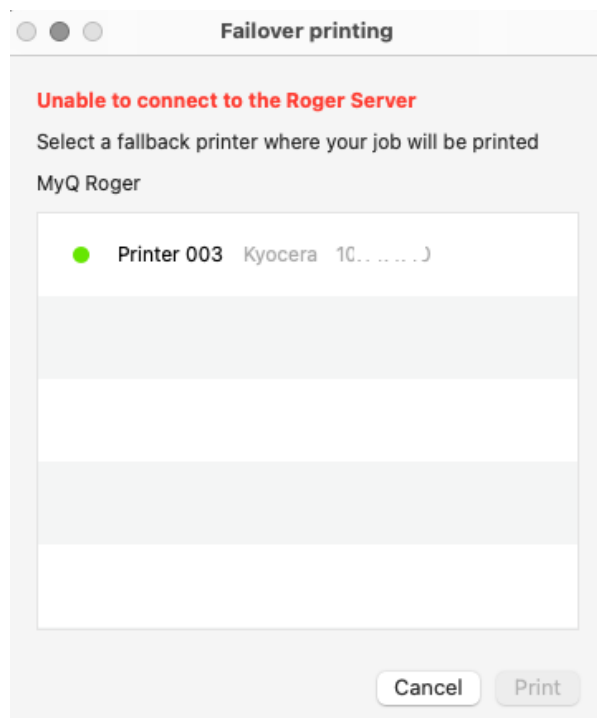 Failover printing
Unable to connect to the Roger Server
Select a fallback printer where your job will be printed
MyQ Roger
Printer 003 Kyocera
Cancel Print